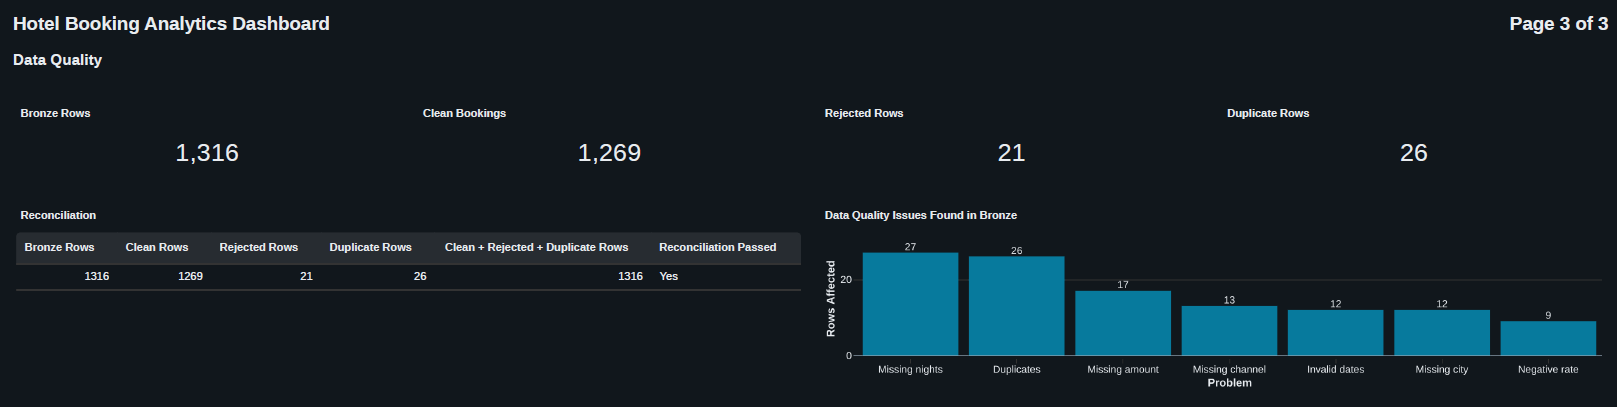 Hotel Booking Analytics Dashboard
Page 3 of 3
Data Quality
Bronze Rows
1,316
Clean Bookings
1,269
Rejected Rows
21
Duplicate Rows
26
Reconciliation
Bronze Rows Clean Rows Rejected Rows Duplicate Rows Clean + Rejected + Duplicate Rows Reconciliation Passed
1316 1269 21 26 1316 Yes
Data Quality Issues Found in Bronze
Rows Affected
20
0
27 26 17 13 12 12 9
Missing nights Duplicates Missing amount Missing channel Invalid dates Missing city Negative rate
Problem